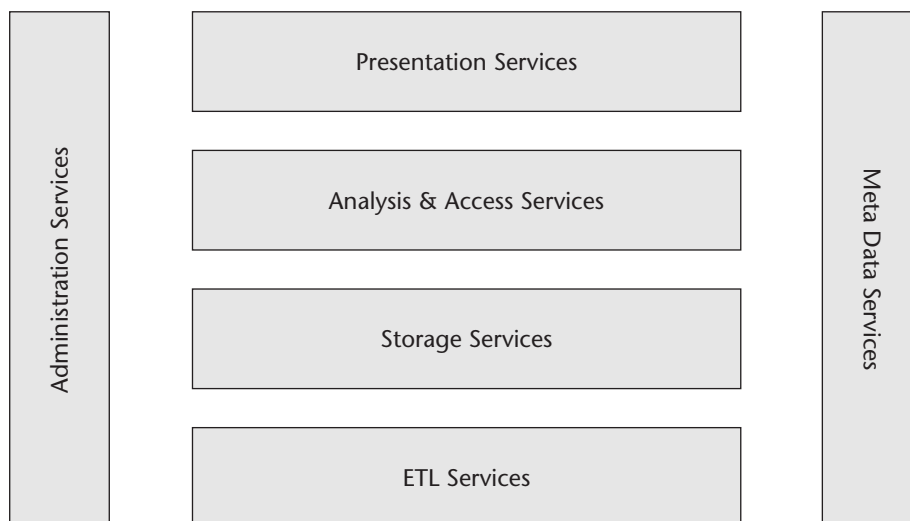 Administration Services
Presentation Services
Analysis & Access Services
Storage Services
ETL Services
Meta Data Services